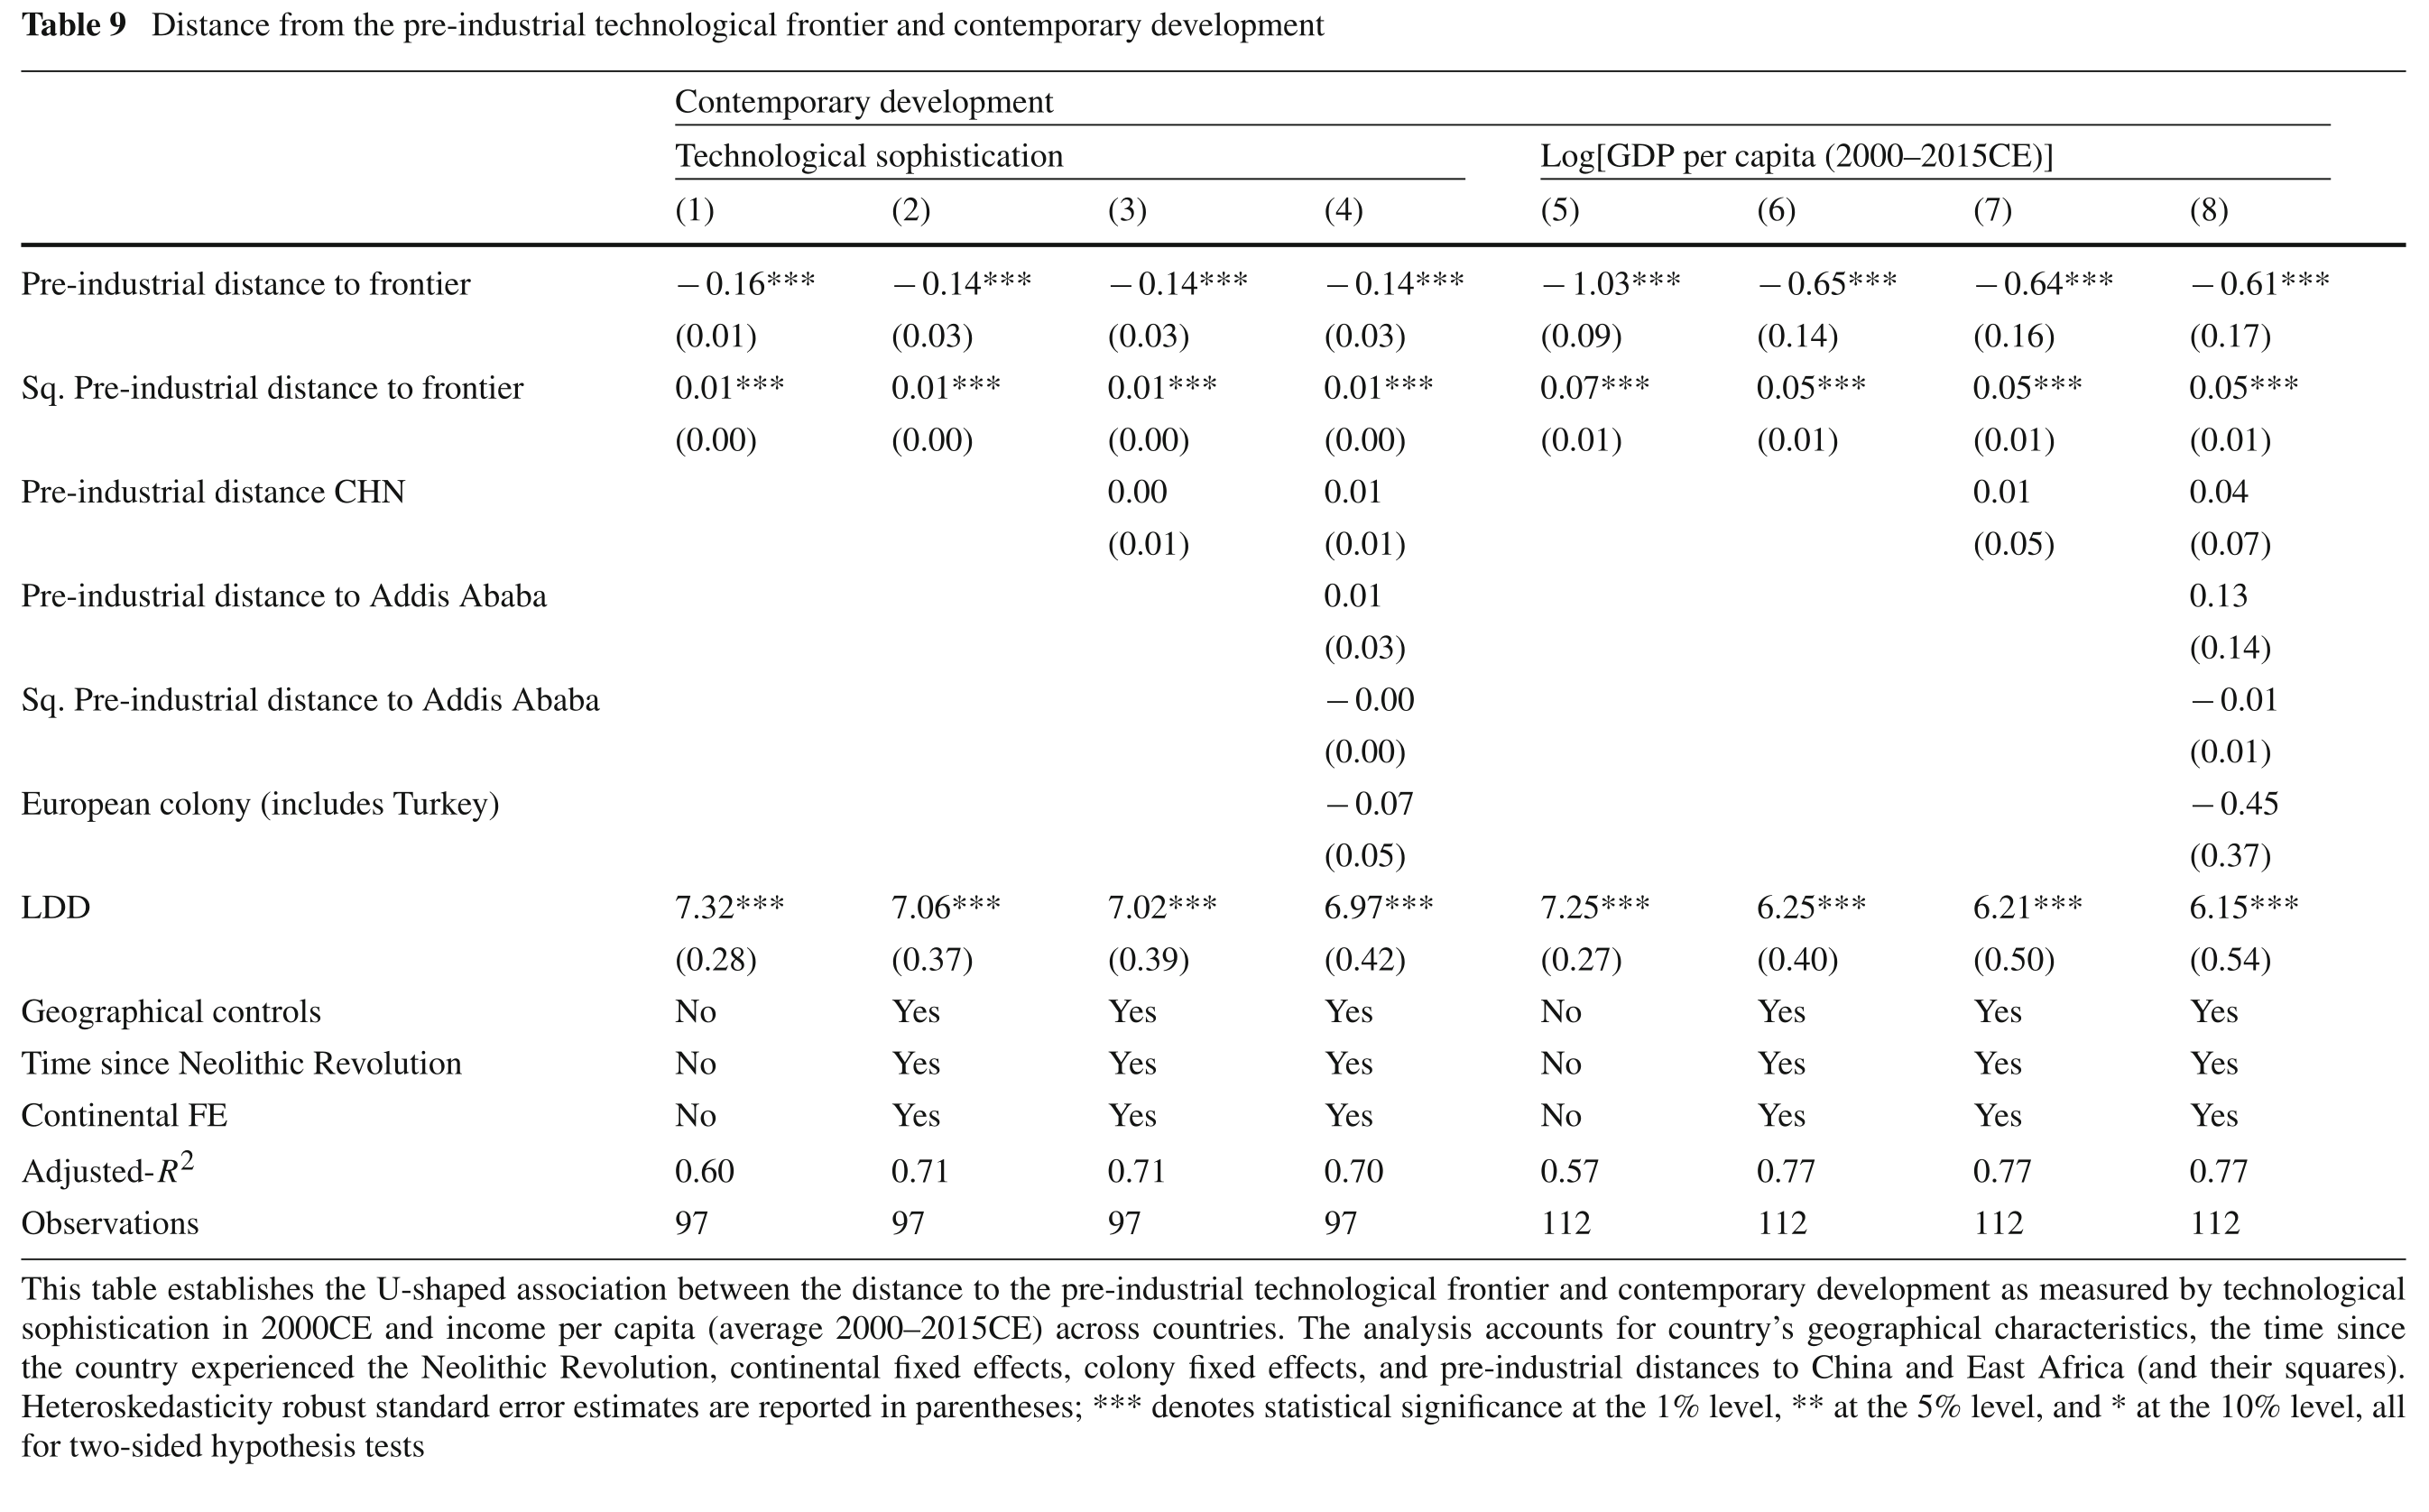 Table 9 Distance from the pre-industrial technological frontier and contemporary development
Contemporary development
Technological sophistication Log[GDP per capita (2000–2015CE)]
(1) (2) (3) (4) (5) (6) (7) (8)
Pre-industrial distance to frontier −0.16*** −0.14*** −0.14*** −0.14*** −1.03*** −0.65*** −0.64*** −0.61***
(0.01) (0.03) (0.03) (0.03) (0.09) (0.14) (0.16) (0.17)
Sq. Pre-industrial distance to frontier 0.01*** 0.01*** 0.01*** 0.01*** 0.07*** 0.05*** 0.05*** 0.05***
(0.00) (0.00) (0.00) (0.00) (0.01) (0.01) (0.01) (0.01)
Pre-industrial distance CHN 0.00 0.01 0.01 0.04
(0.01) (0.01) (0.05) (0.07)
Pre-industrial distance to Addis Ababa 0.01 0.13
(0.03) (0.14)
Sq. Pre-industrial distance to Addis Ababa −0.00 −0.01
(0.00) (0.01)
European colony (includes Turkey) −0.07 −0.45
(0.05) (0.37)
LDD 7.32*** 7.06*** 7.02*** 6.97*** 7.25*** 6.25*** 6.21*** 6.15***
(0.28) (0.37) (0.39) (0.42) (0.27) (0.40) (0.50) (0.54)
Geographical controls No Yes Yes Yes No Yes Yes Yes
Time since Neolithic Revolution No Yes Yes Yes No Yes Yes Yes
Continental FE No Yes Yes Yes No Yes Yes Yes
Adjusted-R² 0.60 0.71 0.71 0.70 0.57 0.77 0.77 0.77
Observations 97 97 97 97 112 112 112 112
This table establishes the U-shaped association between the distance to the pre-industrial technological frontier and contemporary development as measured by technological
sophistication in 2000CE and income per capita (average 2000–2015CE) across countries. The analysis accounts for country's geographical characteristics, the time since
the country experienced the Neolithic Revolution, continental fixed effects, colony fixed effects, and pre-industrial distances to China and East Africa (and their squares).
Heteroskedasticity robust standard error estimates are reported in parentheses; *** denotes statistical significance at the 1% level, ** at the 5% level, and * at the 10% level, all
for two-sided hypothesis tests